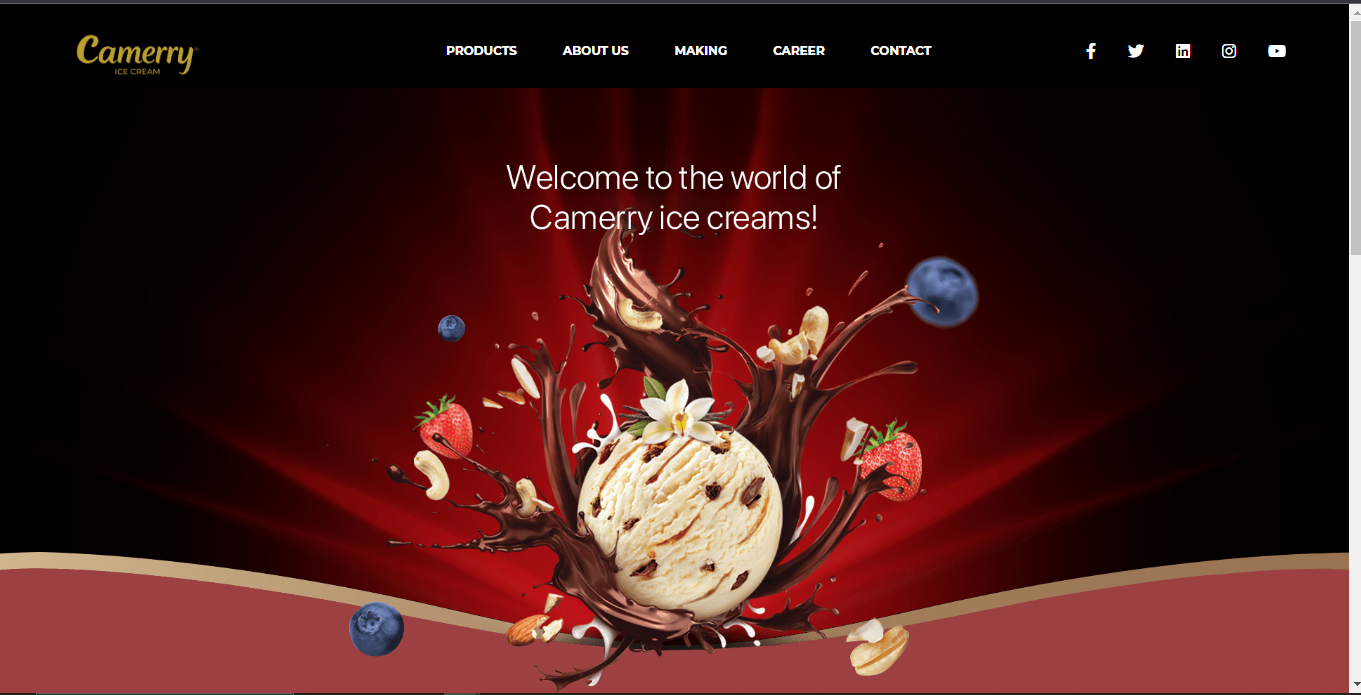 Camerry
ICE CREAM
PRODUCTS ABOUT US MAKING CAREER CONTACT
Welcome to the world of
Camerry ice creams!